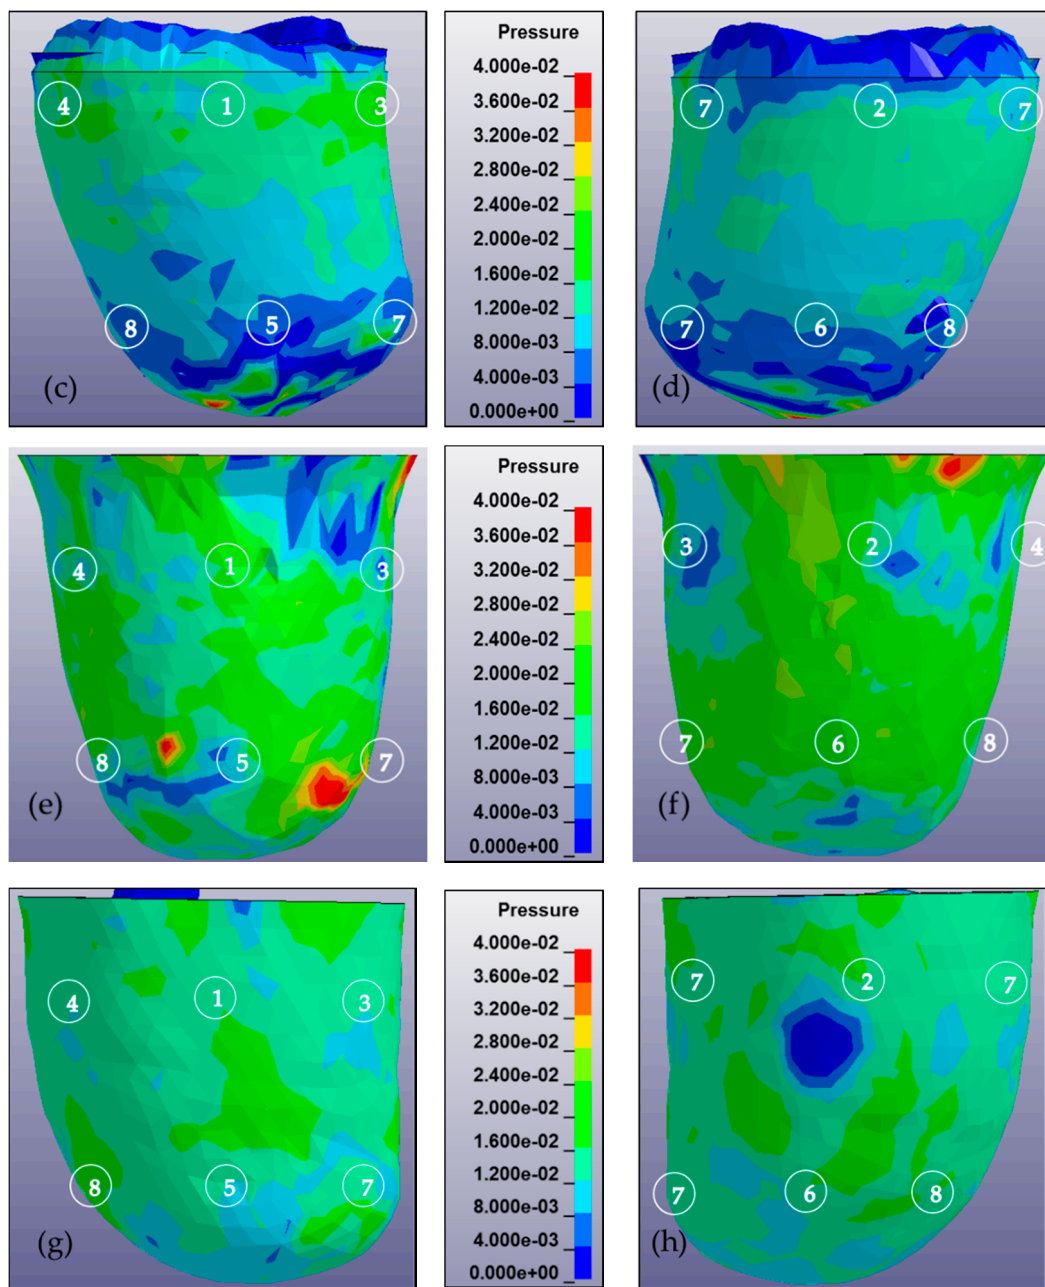 Pressure
4.000e-02
3.600e-02
3.200e-02
2.800e-02
2.400e-02
2.000e-02
1.600e-02
1.200e-02
8.000e-03
4.000e-03
0.000e+00
4
1
3
8
5
7
(c)
7
2
7
7
6
8
(d)
Pressure
4.000e-02
3.600e-02
3.200e-02
2.800e-02
2.400e-02
2.000e-02
1.600e-02
1.200e-02
8.000e-03
4.000e-03
0.000e+00
4
1
3
8
5
7
(e)
3
2
4
7
6
8
(f)
Pressure
4.000e-02
3.600e-02
3.200e-02
2.800e-02
2.400e-02
2.000e-02
1.600e-02
1.200e-02
8.000e-03
4.000e-03
0.000e+00
4
1
3
8
5
7
(g)
7
2
7
7
6
8
(h)